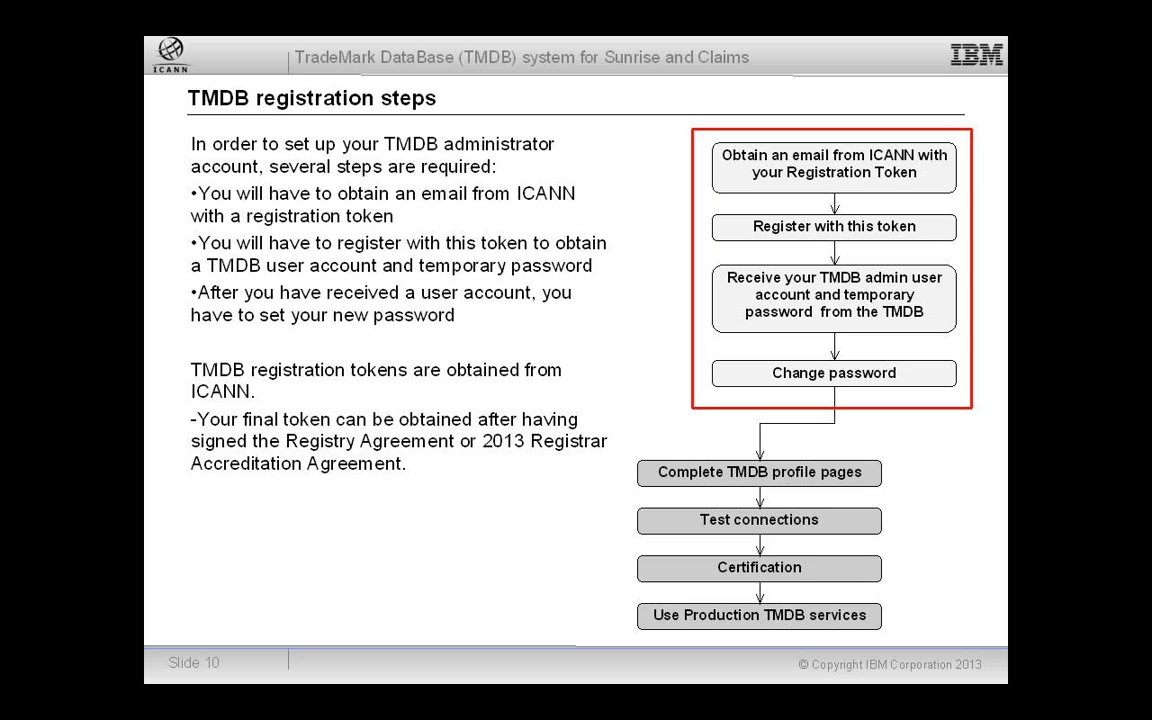 ICANN
TradeMark DataBase (TMDB) system for Sunrise and Claims
IBM
TMDB registration steps
In order to set up your TMDB administrator
account, several steps are required:
•You will have to obtain an email from ICANN
with a registration token
•You will have to register with this token to obtain
a TMDB user account and temporary password
•After you have received a user account, you
have to set your new password
TMDB registration tokens are obtained from
ICANN.
-Your final token can be obtained after having
signed the Registry Agreement or 2013 Registrar
Accreditation Agreement.
Obtain an email from ICANN with
your Registration Token
Register with this token
Receive your TMDB admin user
account and temporary
password from the TMDB
Change password
Complete TMDB profile pages
Test connections
Certification
Use Production TMDB services
Slide 10
© Copyright IBM Corporation 2013